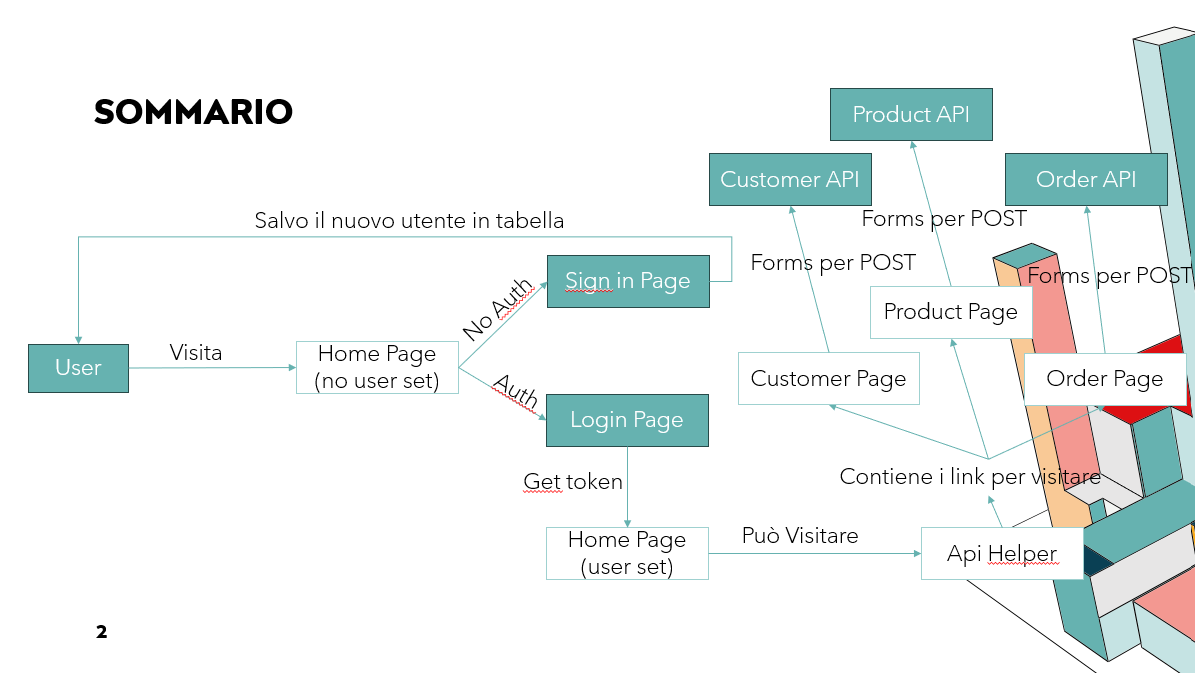 SOMMARIO
Product API
Customer API
Order API
Salvo il nuovo utente in tabella
Forms per POST
Forms per POST
Forms per POST
No Auth
Sign in Page
Product Page
User
Visita
Home Page
(no user set)
Auth
Customer Page
Order Page
Login Page
Get token
Contiene i link per visitare
Home Page
(user set)
Può Visitare
Api Helper
2